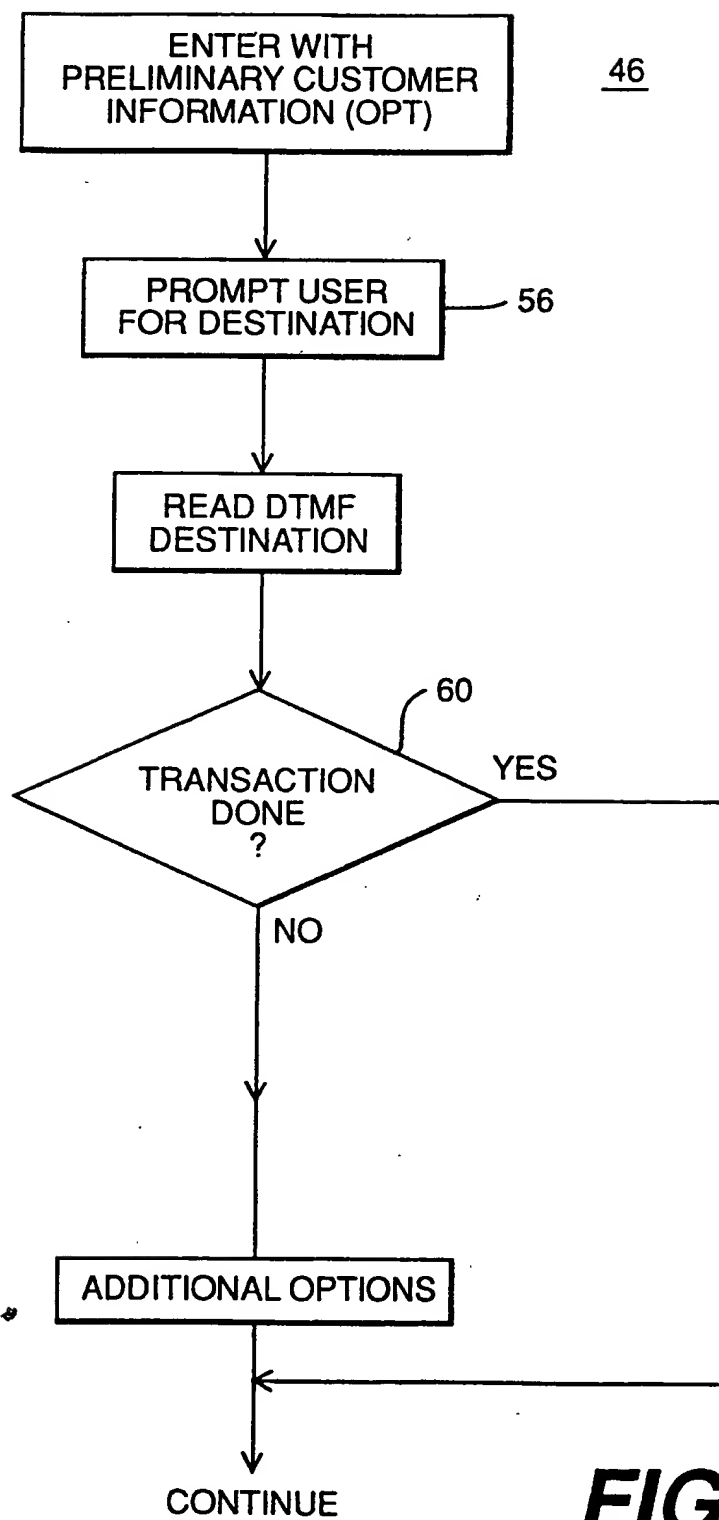 ENTER WITH
PRELIMINARY CUSTOMER
INFORMATION (OPT)
46
PROMPT USER
FOR DESTINATION
56
READ DTMF
DESTINATION
60
TRANSACTION
DONE
?
YES
NO
ADDITIONAL OPTIONS
CONTINUE
FIG